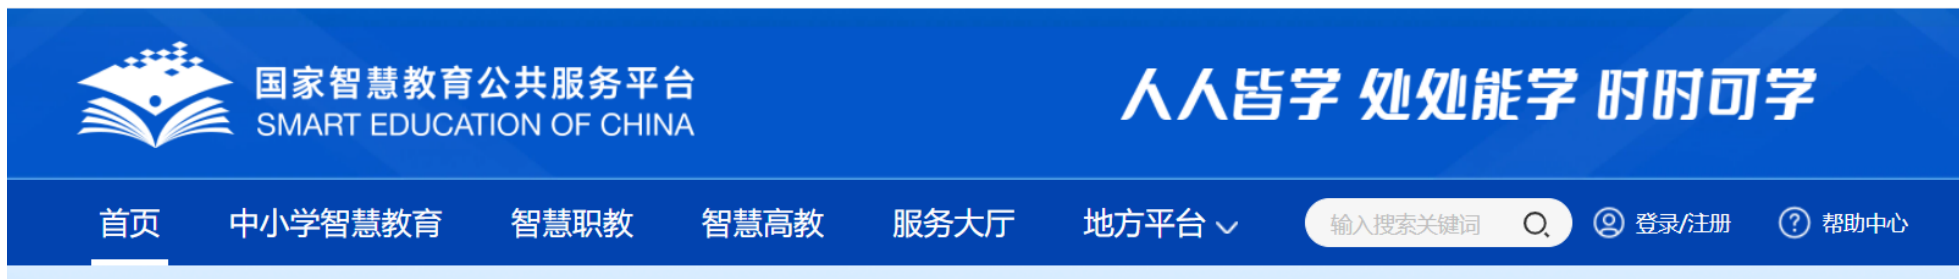 国家智慧教育公共服务平台
SMART EDUCATION OF CHINA
人人皆学 处处能学 时时可学
首页 中小学智慧教育 智慧职教 智慧高教 服务大厅 地方平台 输入搜索关键词 登录/注册 帮助中心